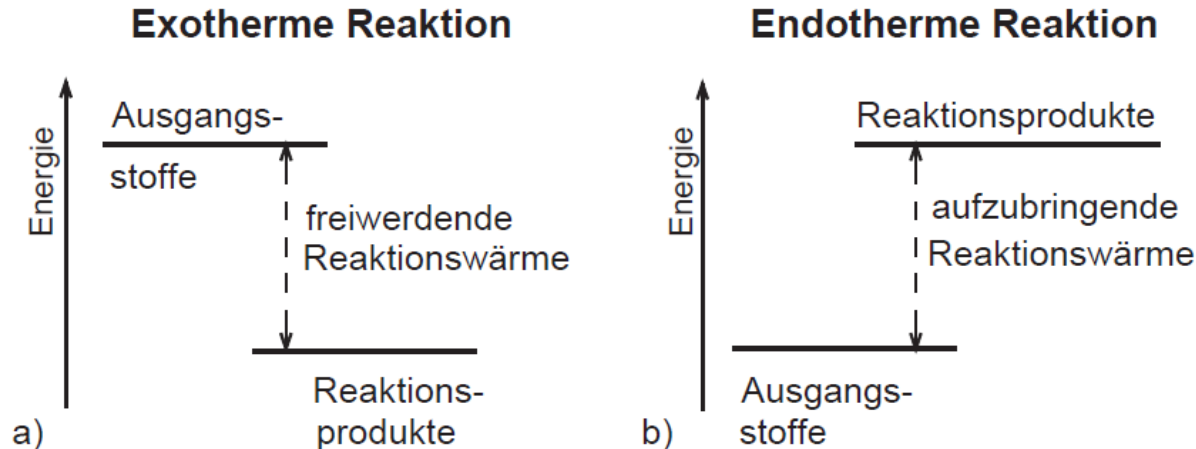 Exotherme Reaktion
Energie
Ausgangs-
stoffe
freiwerdende
Reaktionswärme
Reaktions-
produkte
a)
Endotherme Reaktion
Energie
Reaktionsprodukte
aufzubringende
Reaktionswärme
Ausgangs-
stoffe
b)